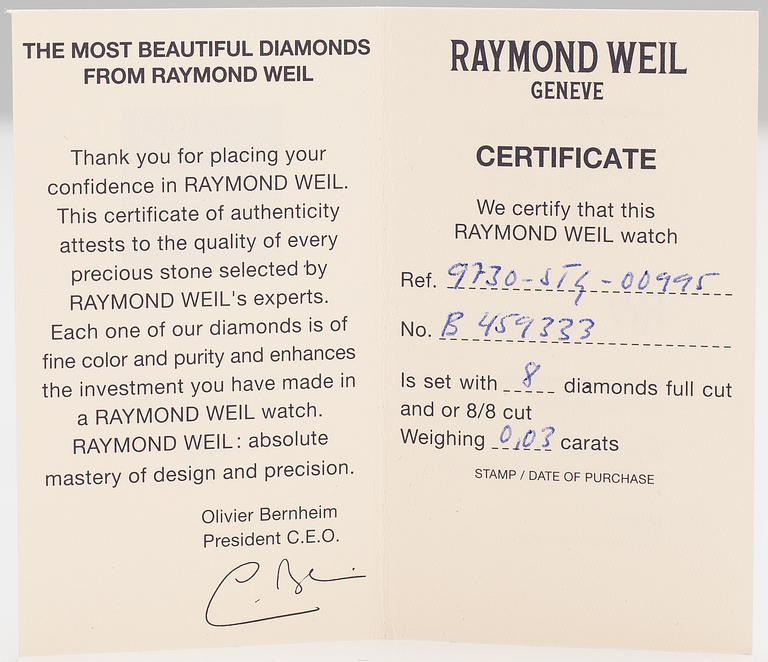 THE MOST BEAUTIFUL DIAMONDS
FROM RAYMOND WEIL
Thank you for placing your
confidence in RAYMOND WEIL.
This certificate of authenticity
attests to the quality of every
precious stone selected by
RAYMOND WEIL's experts.
Each one of our diamonds is of
fine color and purity and enhances
the investment you have made in
a RAYMOND WEIL watch.
RAYMOND WEIL: absolute
mastery of design and precision.
Olivier Bernheim
President C.E.O.
RAYMOND WEIL
GENEVE
CERTIFICATE
We certify that this
RAYMOND WEIL watch
Ref. 9730-STS-00995
No. B 459333
Is set with 8 diamonds full cut
and or 8/8 cut
Weighing 0,03 carats
STAMP / DATE OF PURCHASE